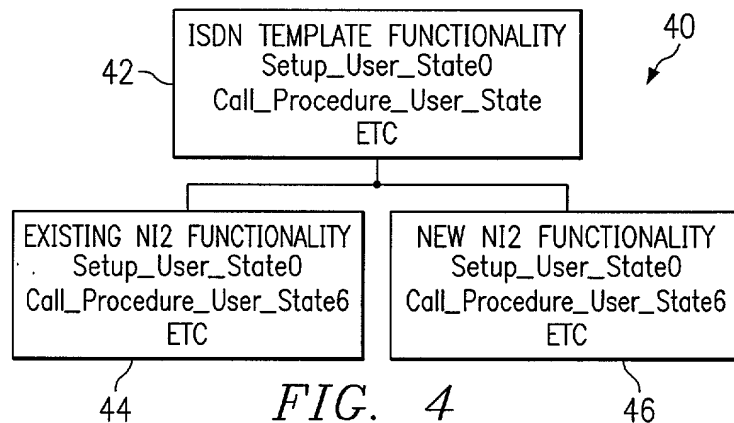 ISDN TEMPLATE FUNCTIONALITY
Setup_User_State0
Call_Procedure_User_State
ETC
42
40
EXISTING NI2 FUNCTIONALITY
Setup_User_State0
Call_Procedure_User_State6
ETC
44
NEW NI2 FUNCTIONALITY
Setup_User_State0
Call_Procedure_User_State6
ETC
46
FIG. 4